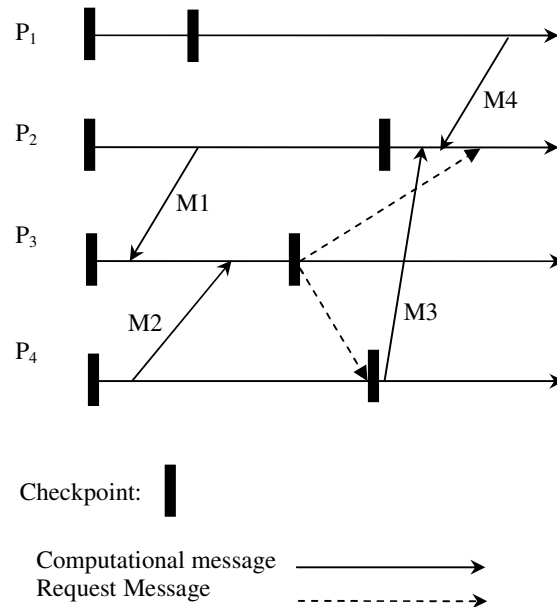 P1
M4
P2
M1
P3
M2
M3
P4
Checkpoint:
Computational message
Request Message